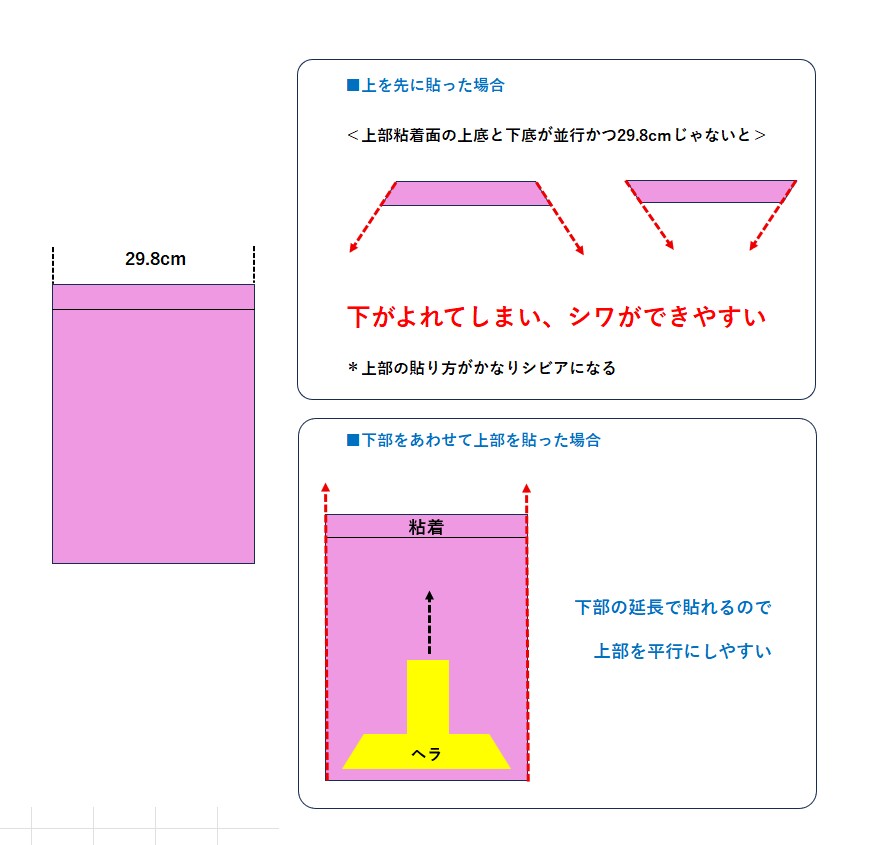 29.8cm
■上を先に貼った場合
＜上部粘着面の上底と下底が並行かつ29.8cmじゃないと＞
下がよれてしまい、シワができやすい
＊上部の貼り方がかなりシビアになる
■下部をあわせて上部を貼った場合
粘着
ヘラ
下部の延長で貼れるので
上部を平行にしやすい